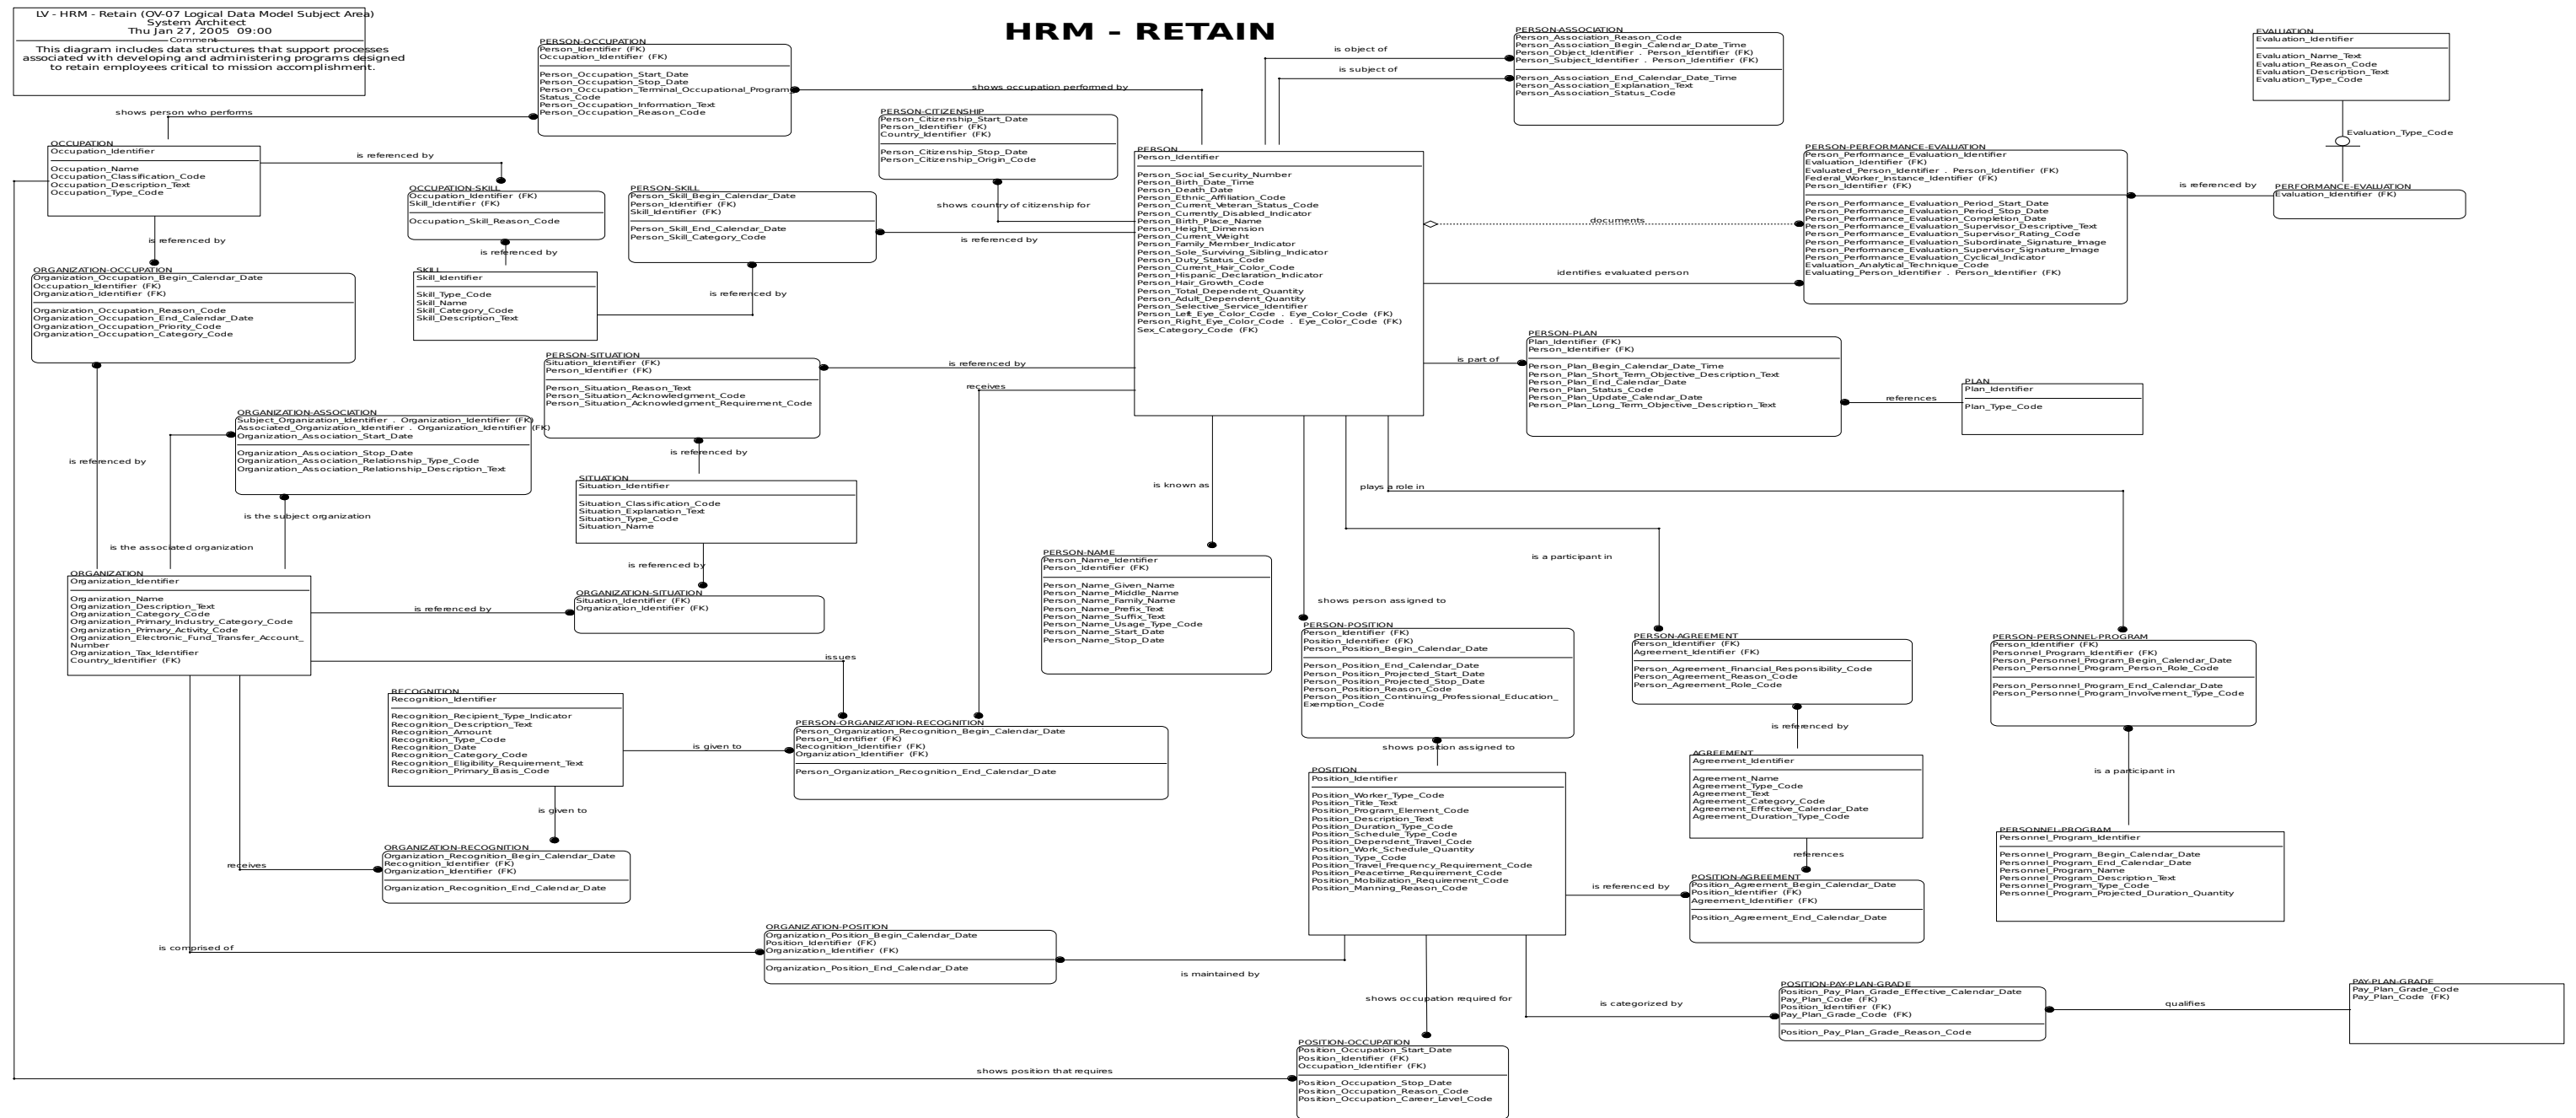 LV - HRM - Retain (OV-07 Logical Data Model Subject Area)
System Architect
Thu Jan 27, 2005  09:00
Comment
This diagram includes data structures that support processes
associated with developing and administering programs designed
to retain employees critical to mission accomplishment.
HRM - RETAIN
PERSON-OCCUPATION
Person_Identifier (FK)
Occupation_Identifier (FK)
Person_Occupation_Start_Date
Person_Occupation_Stop_Date
Person_Occupation_Terminal_Occupational_Program
Status_Code
Person_Occupation_Information_Text
Person_Occupation_Reason_Code
shows person who performs
shows occupation performed by
is object of
is subject of
PERSON-ASSOCIATION
Person_Association_Reason_Code
Person_Association_Begin_Calendar_Date_Time
Person_Object_Identifier . Person_Identifier (FK)
Person_Subject_Identifier . Person_Identifier (FK)
Person_Association_End_Calendar_Date_Time
Person_Association_Explanation_Text
Person_Association_Status_Code
EVALUATION
Evaluation_Identifier
Evaluation_Name_Text
Evaluation_Reason_Code
Evaluation_Description_Text
Evaluation_Type_Code
Evaluation_Type_Code
PERFORMANCE-EVALUATION
Evaluation_Identifier (FK)
is referenced by
PERSON-PERFORMANCE-EVALUATION
Person_Performance_Evaluation_Identifier
Evaluation_Identifier (FK)
Evaluated_Person_Identifier . Person_Identifier (FK)
Federal_Worker_Instance_Identifier (FK)
Person_Identifier (FK)
Person_Performance_Evaluation_Period_Start_Date
Person_Performance_Evaluation_Period_Stop_Date
Person_Performance_Evaluation_Completion_Date
Person_Performance_Evaluation_Supervisor_Descriptive_Text
Person_Performance_Evaluation_Supervisor_Rating_Code
Person_Performance_Evaluation_Subordinate_Signature_Image
Person_Performance_Evaluation_Supervisor_Signature_Image
Person_Performance_Evaluation_Cyclical_Indicator
Evaluation_Analytical_Technique_Code
Evaluating_Person_Identifier . Person_Identifier (FK)
documents
identifies evaluated person
PERSON-CITIZENSHIP
Person_Citizenship_Start_Date
Person_Identifier (FK)
Country_Identifier (FK)
Person_Citizenship_Stop_Date
Person_Citizenship_Origin_Code
shows country of citizenship for
PERSON
Person_Identifier
Person_Social_Security_Number
Person_Birth_Date_Time
Person_Death_Date
Person_Ethnic_Affiliation_Code
Person_Current_Veteran_Status_Code
Person_Currently_Disabled_Indicator
Person_Birth_Place_Name
Person_Height_Dimension
Person_Current_Weight
Person_Family_Member_Indicator
Person_Sole_Surviving_Sibling_Indicator
Person_Duty_Status_Code
Person_Current_Hair_Color_Code
Person_Hispanic_Declaration_Indicator
Person_Hair_Growth_Code
Person_Total_Dependent_Quantity
Person_Adult_Dependent_Quantity
Person_Selective_Service_Identifier
Person_Left_Eye_Color_Code . Eye_Color_Code (FK)
Person_Right_Eye_Color_Code . Eye_Color_Code (FK)
Sex_Category_Code (FK)
OCCUPATION
Occupation_Identifier
Occupation_Name
Occupation_Classification_Code
Occupation_Description_Text
Occupation_Type_Code
is referenced by
OCCUPATION-SKILL
Occupation_Identifier (FK)
Skill_Identifier (FK)
Occupation_Skill_Reason_Code
PERSON-SKILL
Person_Skill_Begin_Calendar_Date
Person_Identifier (FK)
Skill_Identifier (FK)
Person_Skill_End_Calendar_Date
Person_Skill_Category_Code
is referenced by
is referenced by
is referenced by
is referenced by
SKILL
Skill_Identifier
Skill_Type_Code
Skill_Name
Skill_Category_Code
Skill_Description_Text
ORGANIZATION-OCCUPATION
Organization_Occupation_Begin_Calendar_Date
Occupation_Identifier (FK)
Organization_Identifier (FK)
Organization_Occupation_Reason_Code
Organization_Occupation_End_Calendar_Date
Organization_Occupation_Priority_Code
Organization_Occupation_Category_Code
PERSON-SITUATION
Situation_Identifier (FK)
Person_Identifier (FK)
Person_Situation_Reason_Text
Person_Situation_Acknowledgment_Code
Person_Situation_Acknowledgment_Requirement_Code
is referenced by
receives
PERSON-PLAN
Plan_Identifier (FK)
Person_Identifier (FK)
Person_Plan_Begin_Calendar_Date_Time
Person_Plan_Short_Term_Objective_Description_Text
Person_Plan_End_Calendar_Date
Person_Plan_Status_Code
Person_Plan_Update_Calendar_Date
Person_Plan_Long_Term_Objective_Description_Text
is part of
references
PLAN
Plan_Identifier
Plan_Type_Code
ORGANIZATION-ASSOCIATION
Subject_Organization_Identifier . Organization_Identifier (FK)
Associated_Organization_Identifier . Organization_Identifier (FK)
Organization_Association_Start_Date
Organization_Association_Stop_Date
Organization_Association_Relationship_Type_Code
Organization_Association_Relationship_Description_Text
is referenced by
is the subject organization
is the associated organization
is referenced by
SITUATION
Situation_Identifier
Situation_Classification_Code
Situation_Explanation_Text
Situation_Type_Code
Situation_Name
is referenced by
is known as
plays a role in
is a participant in
shows person assigned to
PERSON-NAME
Person_Name_Identifier
Person_Identifier (FK)
Person_Name_Given_Name
Person_Name_Middle_Name
Person_Name_Family_Name
Person_Name_Prefix_Text
Person_Name_Suffix_Text
Person_Name_Usage_Type_Code
Person_Name_Start_Date
Person_Name_Stop_Date
ORGANIZATION
Organization_Identifier
Organization_Name
Organization_Description_Text
Organization_Category_Code
Organization_Primary_Industry_Category_Code
Organization_Primary_Activity_Code
Organization_Electronic_Fund_Transfer_Account_
Number
Organization_Tax_Identifier
Country_Identifier (FK)
is referenced by
ORGANIZATION-SITUATION
Situation_Identifier (FK)
Organization_Identifier (FK)
issues
PERSON-POSITION
Person_Identifier (FK)
Position_Identifier (FK)
Person_Position_Begin_Calendar_Date
Person_Position_End_Calendar_Date
Person_Position_Projected_Start_Date
Person_Position_Projected_Stop_Date
Person_Position_Reason_Code
Person_Position_Continuing_Professional_Education_
Exemption_Code
PERSON-AGREEMENT
Person_Identifier (FK)
Agreement_Identifier (FK)
Person_Agreement_Financial_Responsibility_Code
Person_Agreement_Reason_Code
Person_Agreement_Role_Code
PERSON-PERSONNEL-PROGRAM
Person_Identifier (FK)
Personnel_Program_Identifier (FK)
Person_Personnel_Program_Begin_Calendar_Date
Person_Personnel_Program_Person_Role_Code
Person_Personnel_Program_End_Calendar_Date
Person_Personnel_Program_Involvement_Type_Code
RECOGNITION
Recognition_Identifier
Recognition_Recipient_Type_Indicator
Recognition_Description_Text
Recognition_Amount
Recognition_Type_Code
Recognition_Date
Recognition_Category_Code
Recognition_Eligibility_Requirement_Text
Recognition_Primary_Basis_Code
is given to
PERSON-ORGANIZATION-RECOGNITION
Person_Organization_Recognition_Begin_Calendar_Date
Person_Identifier (FK)
Recognition_Identifier (FK)
Organization_Identifier (FK)
Person_Organization_Recognition_End_Calendar_Date
is given to
shows position assigned to
is referenced by
is a participant in
POSITION
Position_Identifier
Position_Worker_Type_Code
Position_Title_Text
Position_Program_Element_Code
Position_Description_Text
Position_Duration_Type_Code
Position_Schedule_Type_Code
Position_Dependent_Travel_Code
Position_Work_Schedule_Quantity
Position_Type_Code
Position_Travel_Frequency_Requirement_Code
Position_Peacetime_Requirement_Code
Position_Mobilization_Requirement_Code
Position_Manning_Reason_Code
AGREEMENT
Agreement_Identifier
Agreement_Name
Agreement_Type_Code
Agreement_Text
Agreement_Category_Code
Agreement_Effective_Calendar_Date
Agreement_Duration_Type_Code
PERSONNEL-PROGRAM
Personnel_Program_Identifier
Personnel_Program_Begin_Calendar_Date
Personnel_Program_End_Calendar_Date
Personnel_Program_Name
Personnel_Program_Description_Text
Personnel_Program_Type_Code
Personnel_Program_Projected_Duration_Quantity
receives
ORGANIZATION-RECOGNITION
Organization_Recognition_Begin_Calendar_Date
Recognition_Identifier (FK)
Organization_Identifier (FK)
Organization_Recognition_End_Calendar_Date
references
is referenced by
POSITION-AGREEMENT
Position_Agreement_Begin_Calendar_Date
Position_Identifier (FK)
Agreement_Identifier (FK)
Position_Agreement_End_Calendar_Date
is comprised of
ORGANIZATION-POSITION
Organization_Position_Begin_Calendar_Date
Position_Identifier (FK)
Organization_Identifier (FK)
Organization_Position_End_Calendar_Date
is maintained by
shows occupation required for
is categorized by
POSITION-PAY-PLAN-GRADE
Position_Pay_Plan_Grade_Effective_Calendar_Date
Pay_Plan_Code (FK)
Position_Identifier (FK)
Pay_Plan_Grade_Code (FK)
Position_Pay_Plan_Grade_Reason_Code
qualifies
PAY-PLAN-GRADE
Pay_Plan_Grade_Code
Pay_Plan_Code (FK)
shows position that requires
POSITION-OCCUPATION
Position_Occupation_Start_Date
Position_Identifier (FK)
Occupation_Identifier (FK)
Position_Occupation_Stop_Date
Position_Occupation_Reason_Code
Position_Occupation_Career_Level_Code